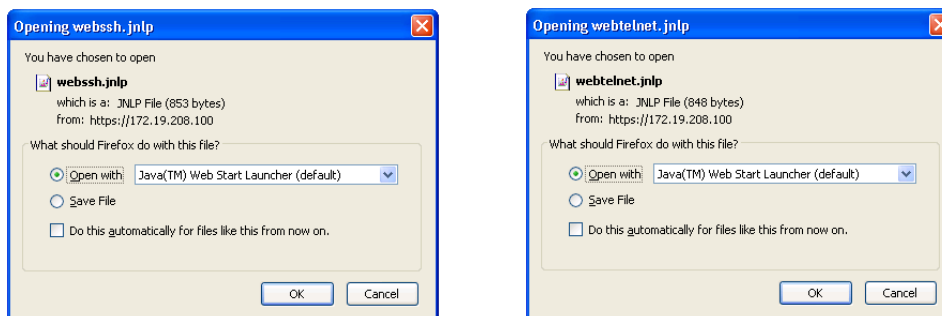 Opening webssh.jnlp
You have chosen to open
webssh.jnlp
which is a: JNLP File (853 bytes)
from: https://172.19.208.100
What should Firefox do with this file?
Open with Java(TM) Web Start Launcher (default)
Save File
Do this automatically for files like this from now on.
OK Cancel
Opening webtelnet.jnlp
You have chosen to open
webtelnet.jnlp
which is a: JNLP File (848 bytes)
from: https://172.19.208.100
What should Firefox do with this file?
Open with Java(TM) Web Start Launcher (default)
Save File
Do this automatically for files like this from now on.
OK Cancel